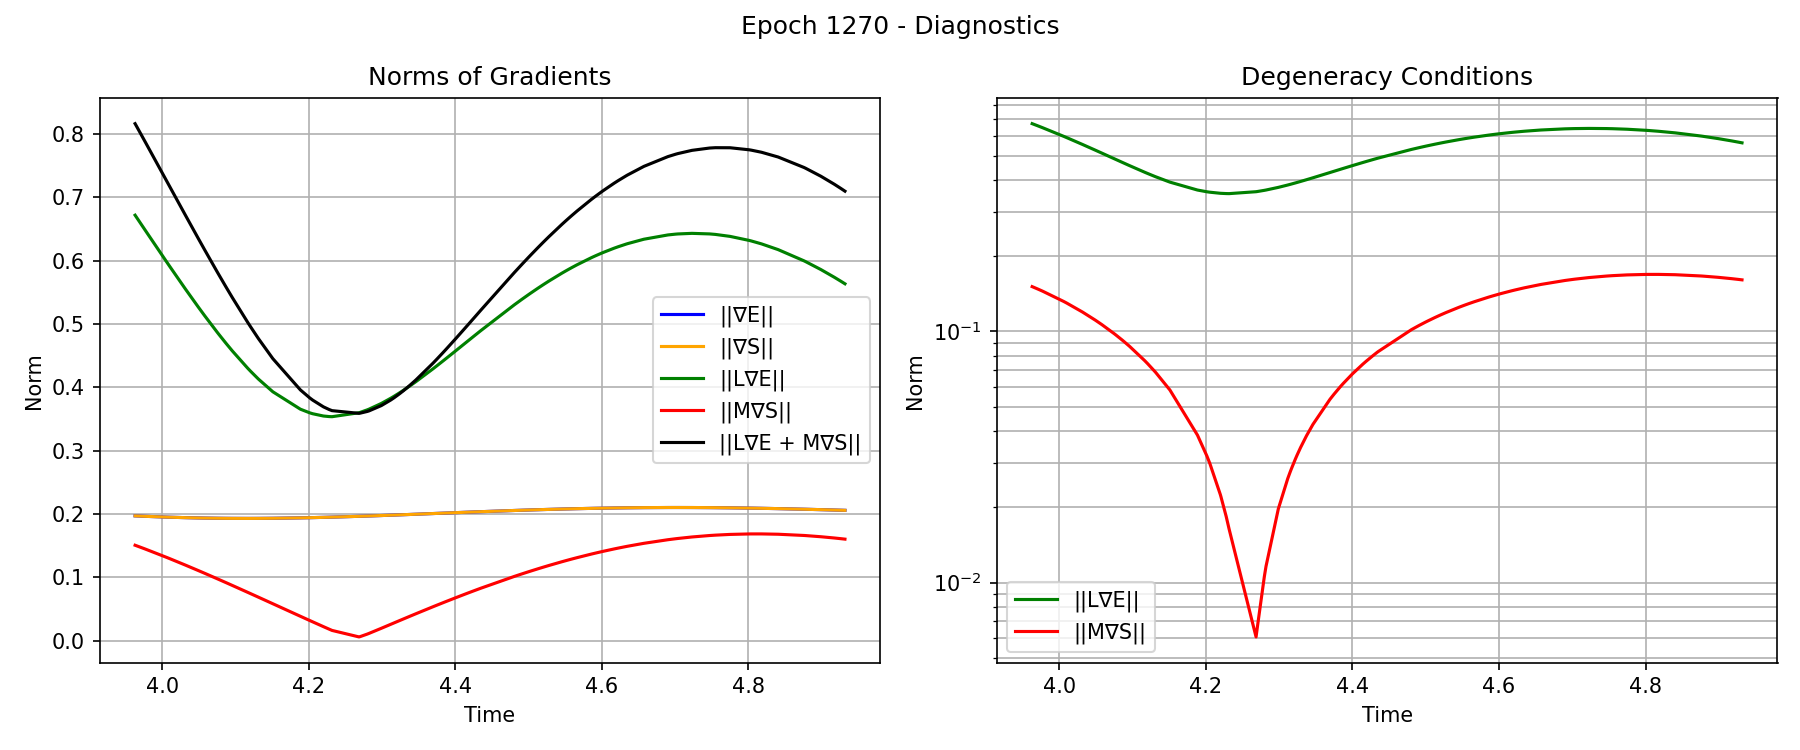 Epoch 1270 - Diagnostics
Norms of Gradients
Norm
0.8
0.7
0.6
0.5
0.4
0.3
0.2
0.1
0.0
||∇E||
||∇S||
||L∇E||
||M∇S||
||L∇E + M∇S||
4.0 4.2 4.4 4.6 4.8
Time
Degeneracy Conditions
Norm
10⁻¹
10⁻²
||L∇E||
||M∇S||
4.0 4.2 4.4 4.6 4.8
Time